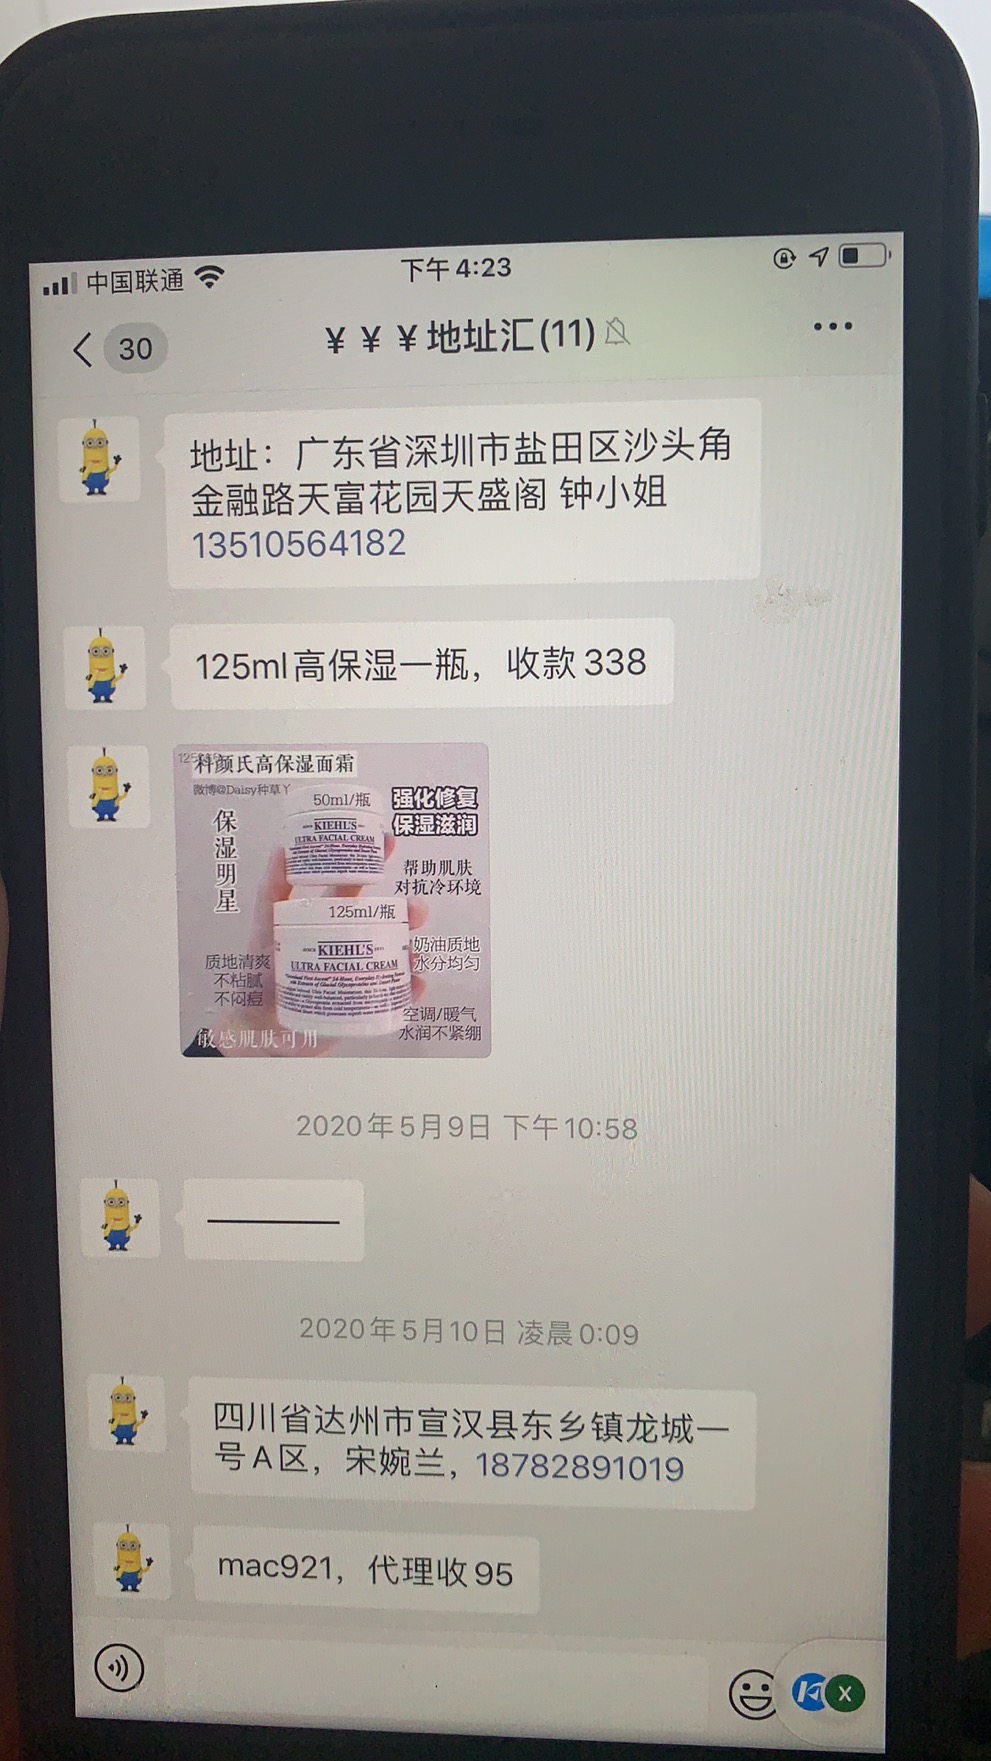 中国联通
下午4:23
30
¥ ¥ ¥地址汇(11)
地址：广东省深圳市盐田区沙头角
金融路天富花园天盛阁 钟小姐
13510564182
125ml高保湿一瓶，收款338
科颜氏高保湿面霜
微博@Daisy种草丫
50ml/瓶
强化修复
保湿滋润
保湿明星
KIEHL'S
ULTRA FACIAL CREAM
帮助肌肤
对抗冷环境
125ml/瓶
KIEHL'S
ULTRA FACIAL CREAM
奶油质地
水分均匀
质地清爽
不粘腻
不闷痘
空调/暖气
水润不紧绷
敏感肌肤可用
2020年5月9日 下午10:58
2020年5月10日 凌晨0:09
四川省达州市宣汉县东乡镇龙城一
号A区，宋婉兰，18782891019
mac921，代理收95
X